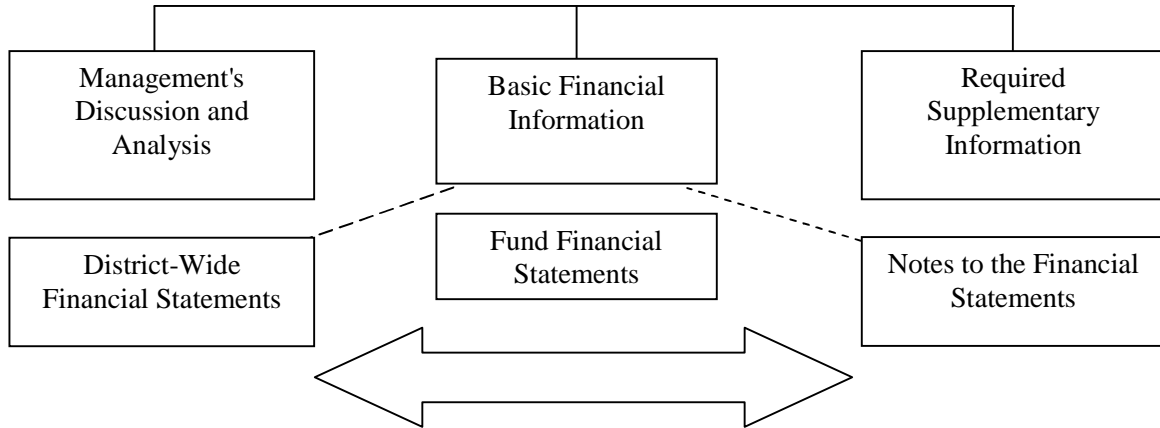 Management's
Discussion and
Analysis
Basic Financial
Information
Required
Supplementary
Information
District-Wide
Financial Statements
Fund Financial
Statements
Notes to the Financial
Statements